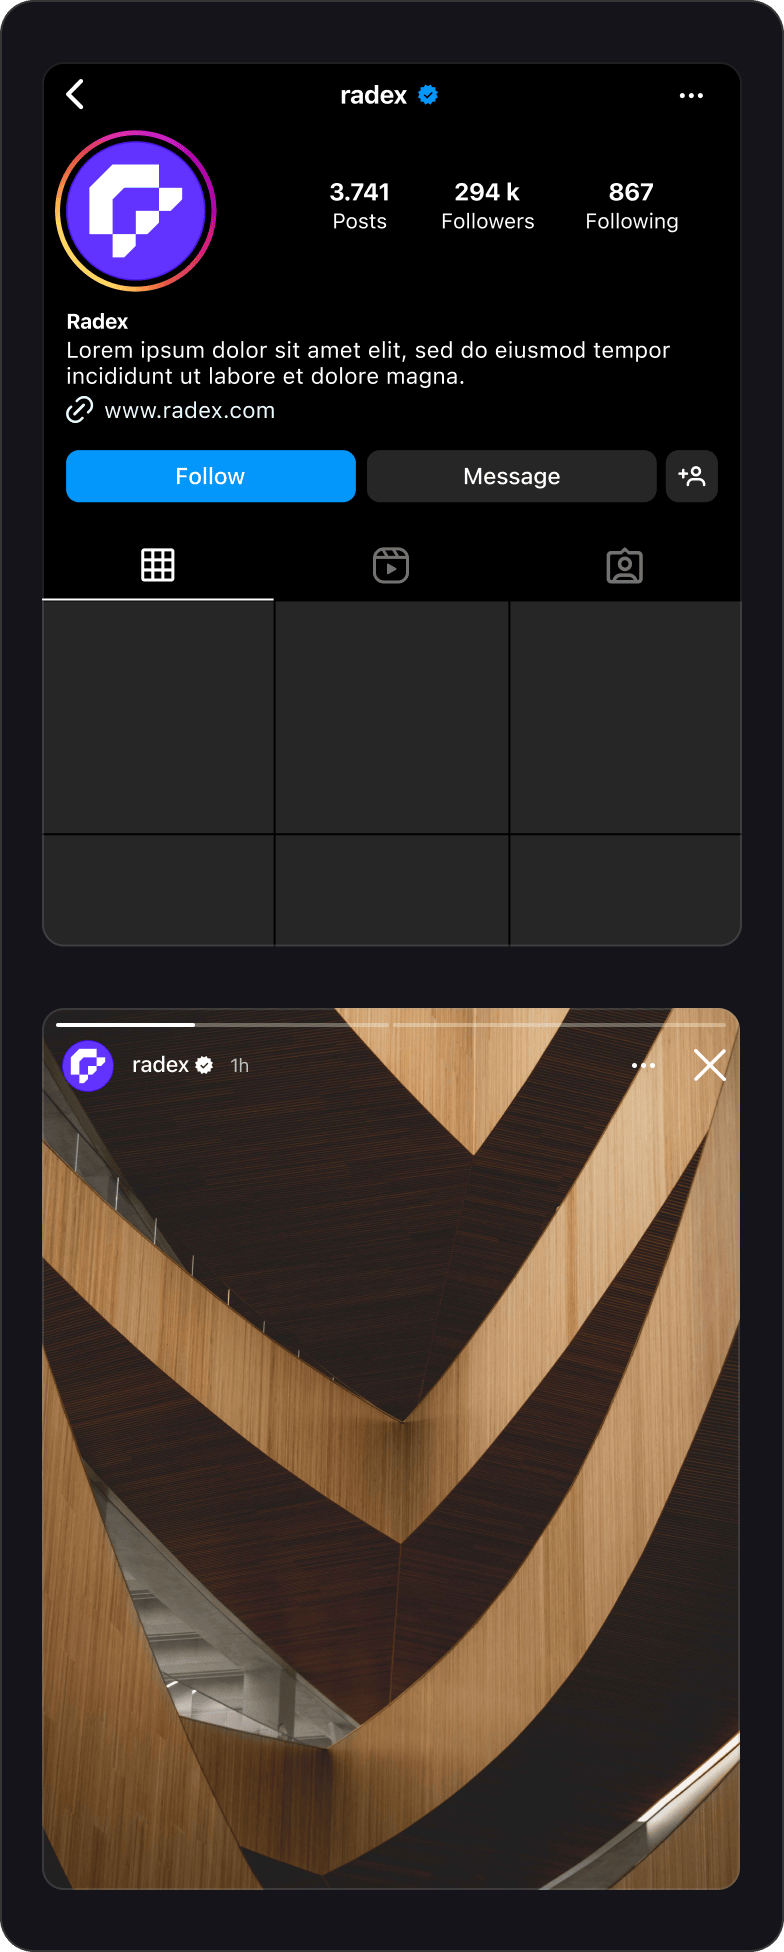 radex
3.741 294 k 867
Posts Followers Following
Radex
Lorem ipsum dolor sit amet elit, sed do eiusmod tempor
incididunt ut labore et dolore magna.
www.radex.com
Follow Message
radex 1h